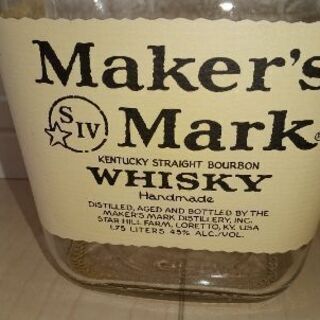 Maker's
S IV Mark®
KENTUCKY STRAIGHT BOURBON
WHISKY
Handmade
DISTILLED, AGED AND BOTTLED BY THE
MAKER'S MARK DISTILLERY, INC.
STAR HILL FARM, LORETTO, KY. USA
1.75 LITERS 45% ALC./VOL.